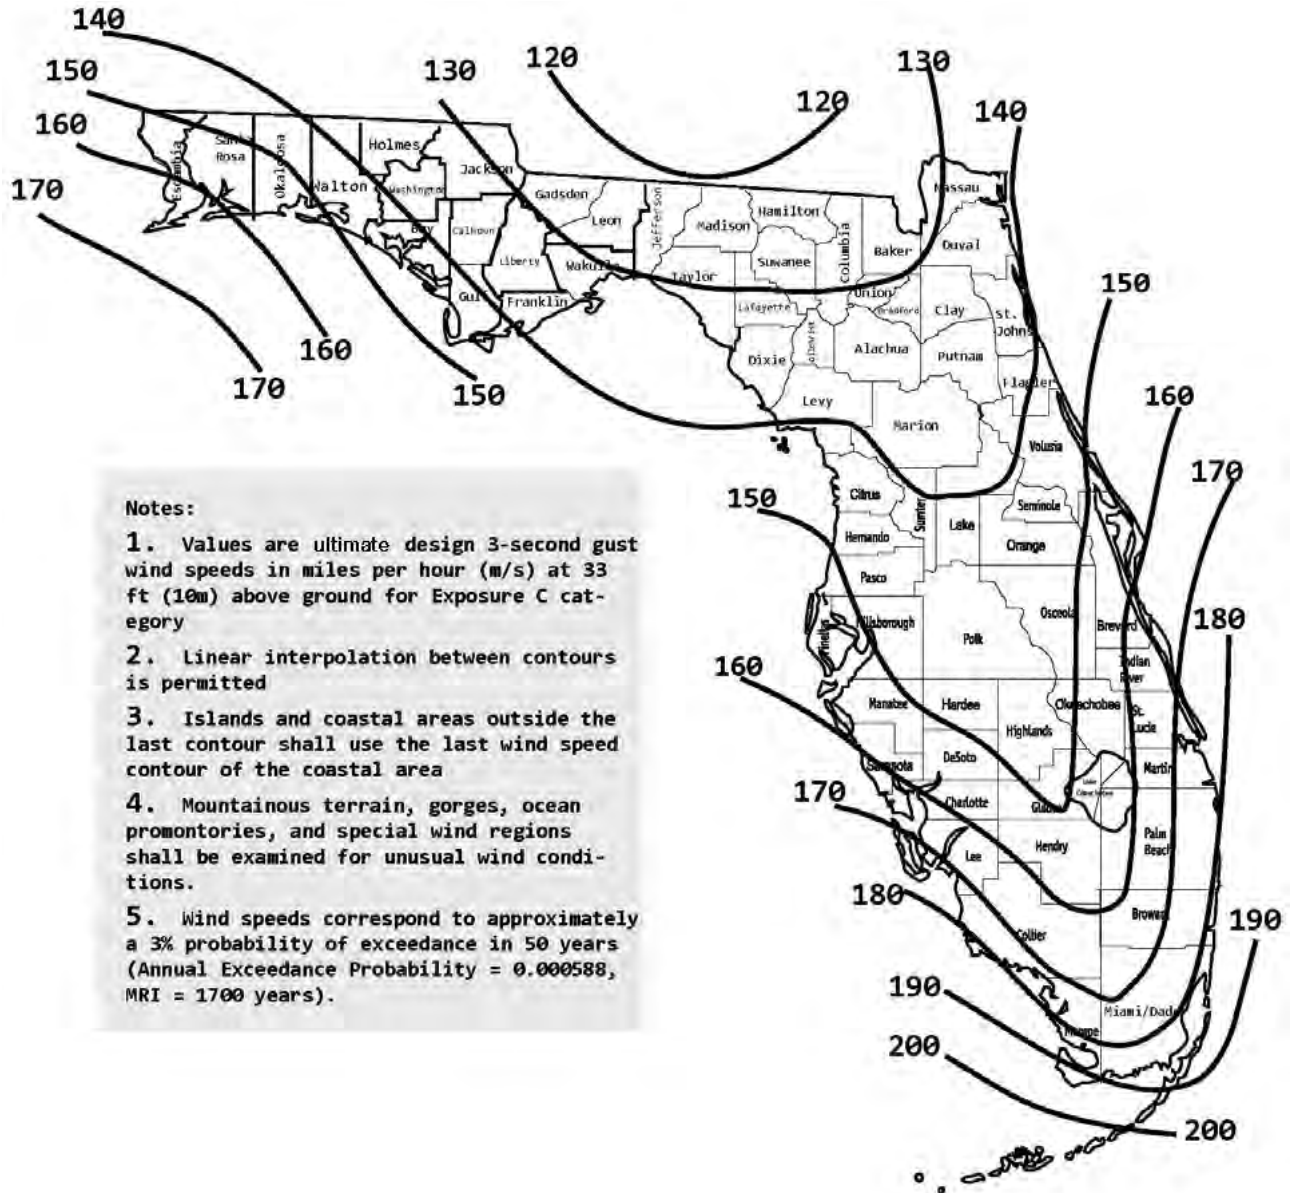 140
150
160
170
130
120
120
130
140
150
160
170
180
190
200
190
180
170
160
150
150
160
170
200
Escambia
Santa
Rosa
Okaloosa
Walton
Holmes
Washington
Jackson
Bay
Calhoun
Gulf
Liberty
Franklin
Gadsden
Leon
Wakulla
Jefferson
Madison
Taylor
Hamilton
Suwanee
Lafayette
Dixie
Columbia
Baker
Nassau
Duval
Union
Bradford
Clay
St.
Johns
Alachua
Putnam
Flagler
Levy
Marion
Volusia
Citrus
Sumter
Lake
Seminole
Hernando
Orange
Pasco
Hillsborough
Pinellas
Polk
Osceola
Brevard
Indian
River
Manatee
Hardee
Highlands
Okeechobee
St.
Lucie
Sarasota
DeSoto
Martin
Charlotte
Glades
Lake
Okeechobee
Lee
Hendry
Palm
Beach
Collier
Broward
Monroe
Miami/Dade
Notes:
1. Values are ultimate design 3-second gust
wind speeds in miles per hour (m/s) at 33
ft (10m) above ground for Exposure C cat-
egory
2. Linear interpolation between contours
is permitted
3. Islands and coastal areas outside the
last contour shall use the last wind speed
contour of the coastal area
4. Mountainous terrain, gorges, ocean
promontories, and special wind regions
shall be examined for unusual wind condi-
tions.
5. Wind speeds correspond to approximately
a 3% probability of exceedance in 50 years
(Annual Exceedance Probability = 0.000588,
MRI = 1700 years).